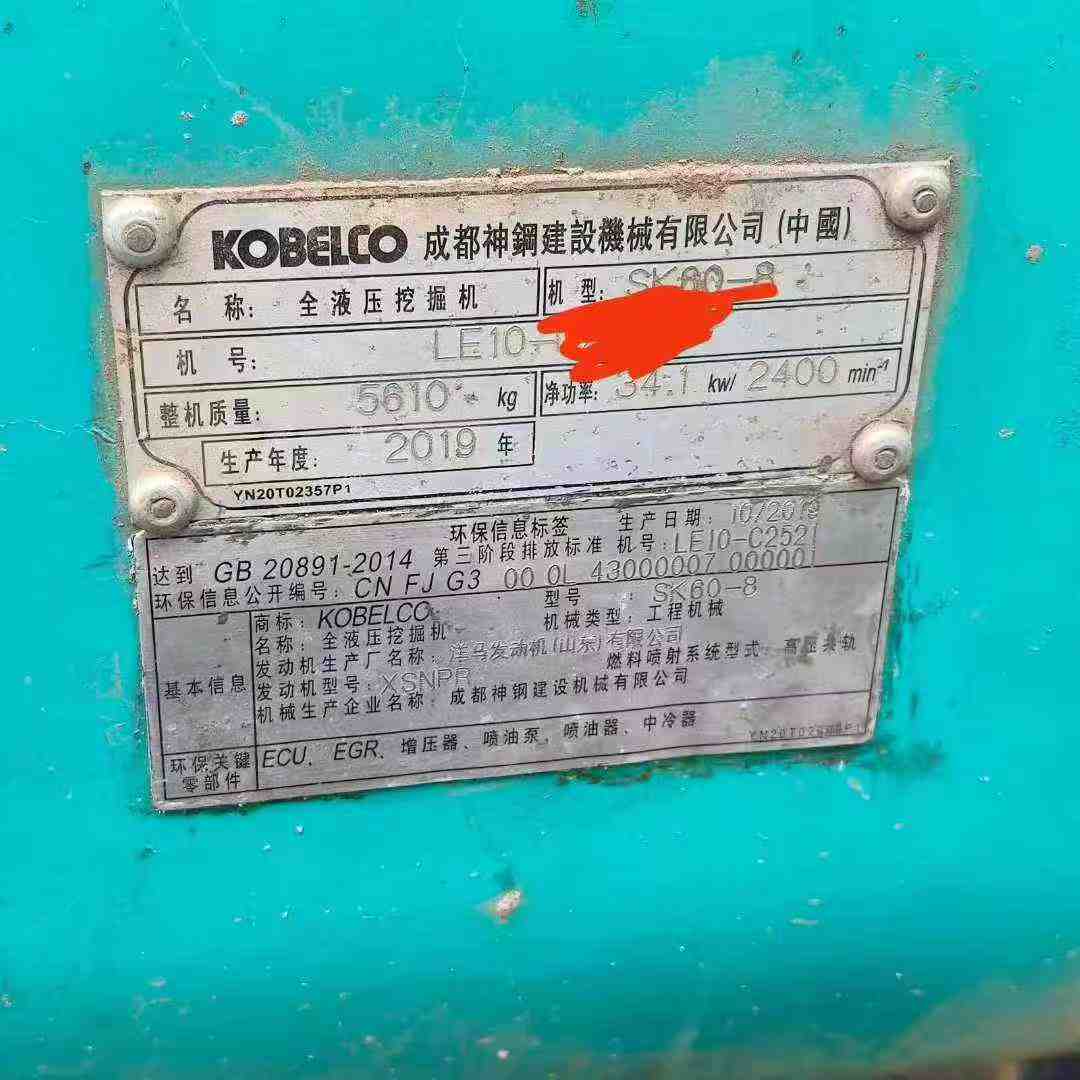 KOBELCO 成都神鋼建設機械有限公司(中國)
名 称: 全液压挖掘机 机型: SK60-8
机 号: LE10-
整机质量: 5610 kg 净功率: 34.1 kw/ 2400 min⁻¹
生产年度: 2019 年
YN20T02357P1
环保信息标签 生产日期: 10/2019
达到 GB 20891-2014 第三阶段排放标准 机号: LE10-C2521
环保信息公开编号: CN FJ G3 00 0L 43000007 000001
商标: KOBELCO 型号 : SK60-8
名称: 全液压挖掘机 机械类型: 工程机械
发动机生产厂名称: 洋马发动机(山东)有限公司
基本信息 发动机型号: XSNPR 燃料喷射系统型式: 高压共轨
机械生产企业名称: 成都神钢建设机械有限公司
环保关键零部件 ECU、EGR、增压器、喷油泵、喷油器、中冷器